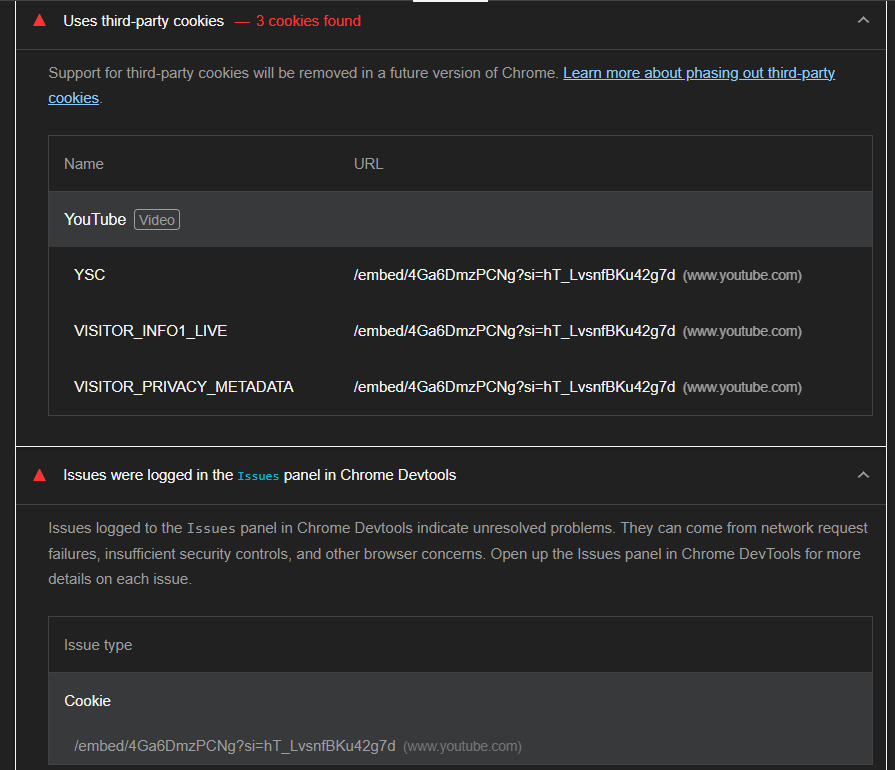 Uses third-party cookies — 3 cookies found
Support for third-party cookies will be removed in a future version of Chrome. Learn more about phasing out third-party
cookies.
Name URL
YouTube Video
YSC /embed/4Ga6DmzPCNg?si=hT_LvsnfBKu42g7d (www.youtube.com)
VISITOR_INFO1_LIVE /embed/4Ga6DmzPCNg?si=hT_LvsnfBKu42g7d (www.youtube.com)
VISITOR_PRIVACY_METADATA /embed/4Ga6DmzPCNg?si=hT_LvsnfBKu42g7d (www.youtube.com)
Issues were logged in the Issues panel in Chrome Devtools
Issues logged to the Issues panel in Chrome Devtools indicate unresolved problems. They can come from network request
failures, insufficient security controls, and other browser concerns. Open up the Issues panel in Chrome DevTools for more
details on each issue.
Issue type
Cookie
/embed/4Ga6DmzPCNg?si=hT_LvsnfBKu42g7d (www.youtube.com)